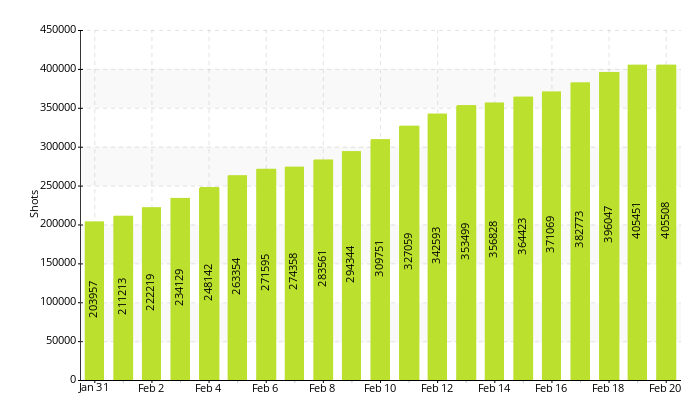 450000
400000
350000
300000
250000
200000
150000
100000
50000
0
Shots
203957
211213
222219
234129
248142
263354
271595
274358
283561
294344
309751
327059
342593
353499
356828
364423
371069
382773
396047
405451
405508
Jan 31
Feb 2
Feb 4
Feb 6
Feb 8
Feb 10
Feb 12
Feb 14
Feb 16
Feb 18
Feb 20